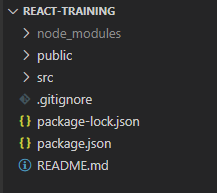 REACT-TRAINING
node_modules
public
src
.gitignore
package-lock.json
package.json
README.md